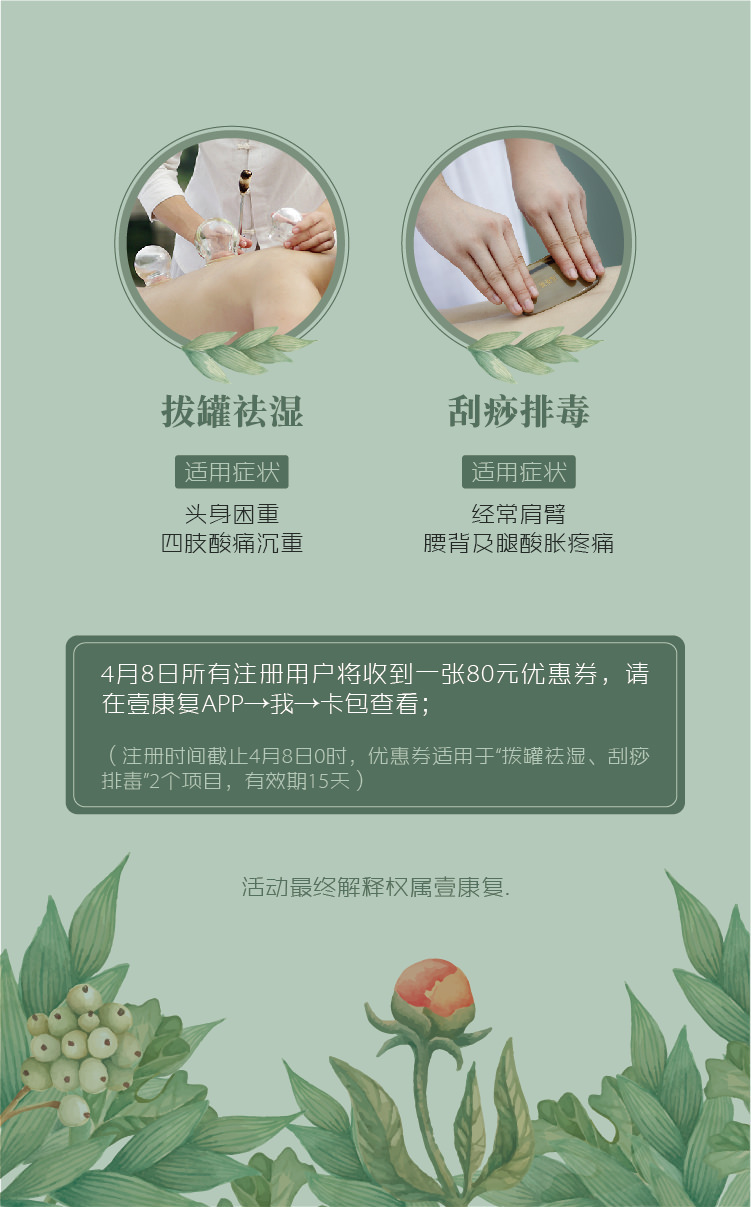 拔罐祛湿
刮痧排毒
适用症状
适用症状
头身困重
四肢酸痛沉重
经常肩臂
腰背及腿酸胀疼痛
4月8日所有注册用户将收到一张80元优惠券，请
在壹康复APP→我→卡包查看；
（注册时间截止4月8日0时，优惠券适用于“拨罐祛湿、刮痧
排毒”2个项目，有效期15天）
活动最终解释权属壹康复.